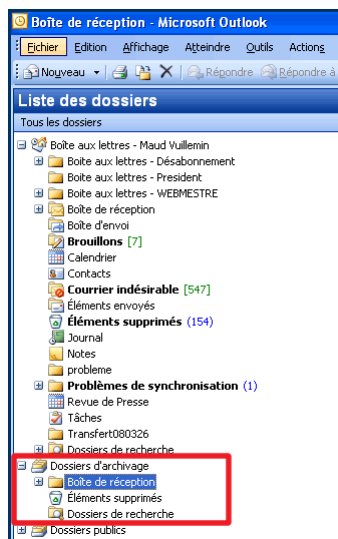 Boîte de réception - Microsoft Outlook
Fichier Edition Affichage Atteindre Outils Actions
Nouveau Répondre Répondre à
Liste des dossiers
Tous les dossiers
Boîte aux lettres - Maud Vuillemin
Boite aux lettres - Désabonnement
Boite aux lettres - President
Boite aux lettres - WEBMESTRE
Boîte de réception
Boîte d'envoi
Brouillons [7]
Calendrier
Contacts
Courrier indésirable [547]
Éléments envoyés
Éléments supprimés (154)
Journal
Notes
probleme
Problèmes de synchronisation (1)
Revue de Presse
Tâches
Transfert080326
Dossiers de recherche
Dossiers d'archivage
Boîte de réception
Éléments supprimés
Dossiers de recherche
Dossiers publics